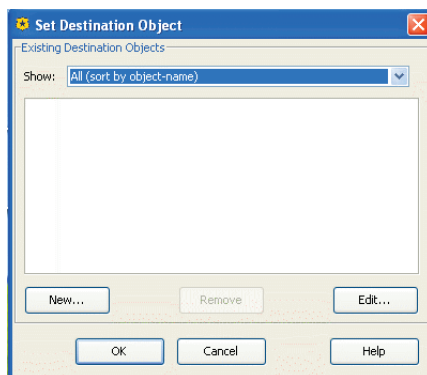 Set Destination Object
Existing Destination Objects
Show: All (sort by object-name)
New... Remove Edit...
OK Cancel Help